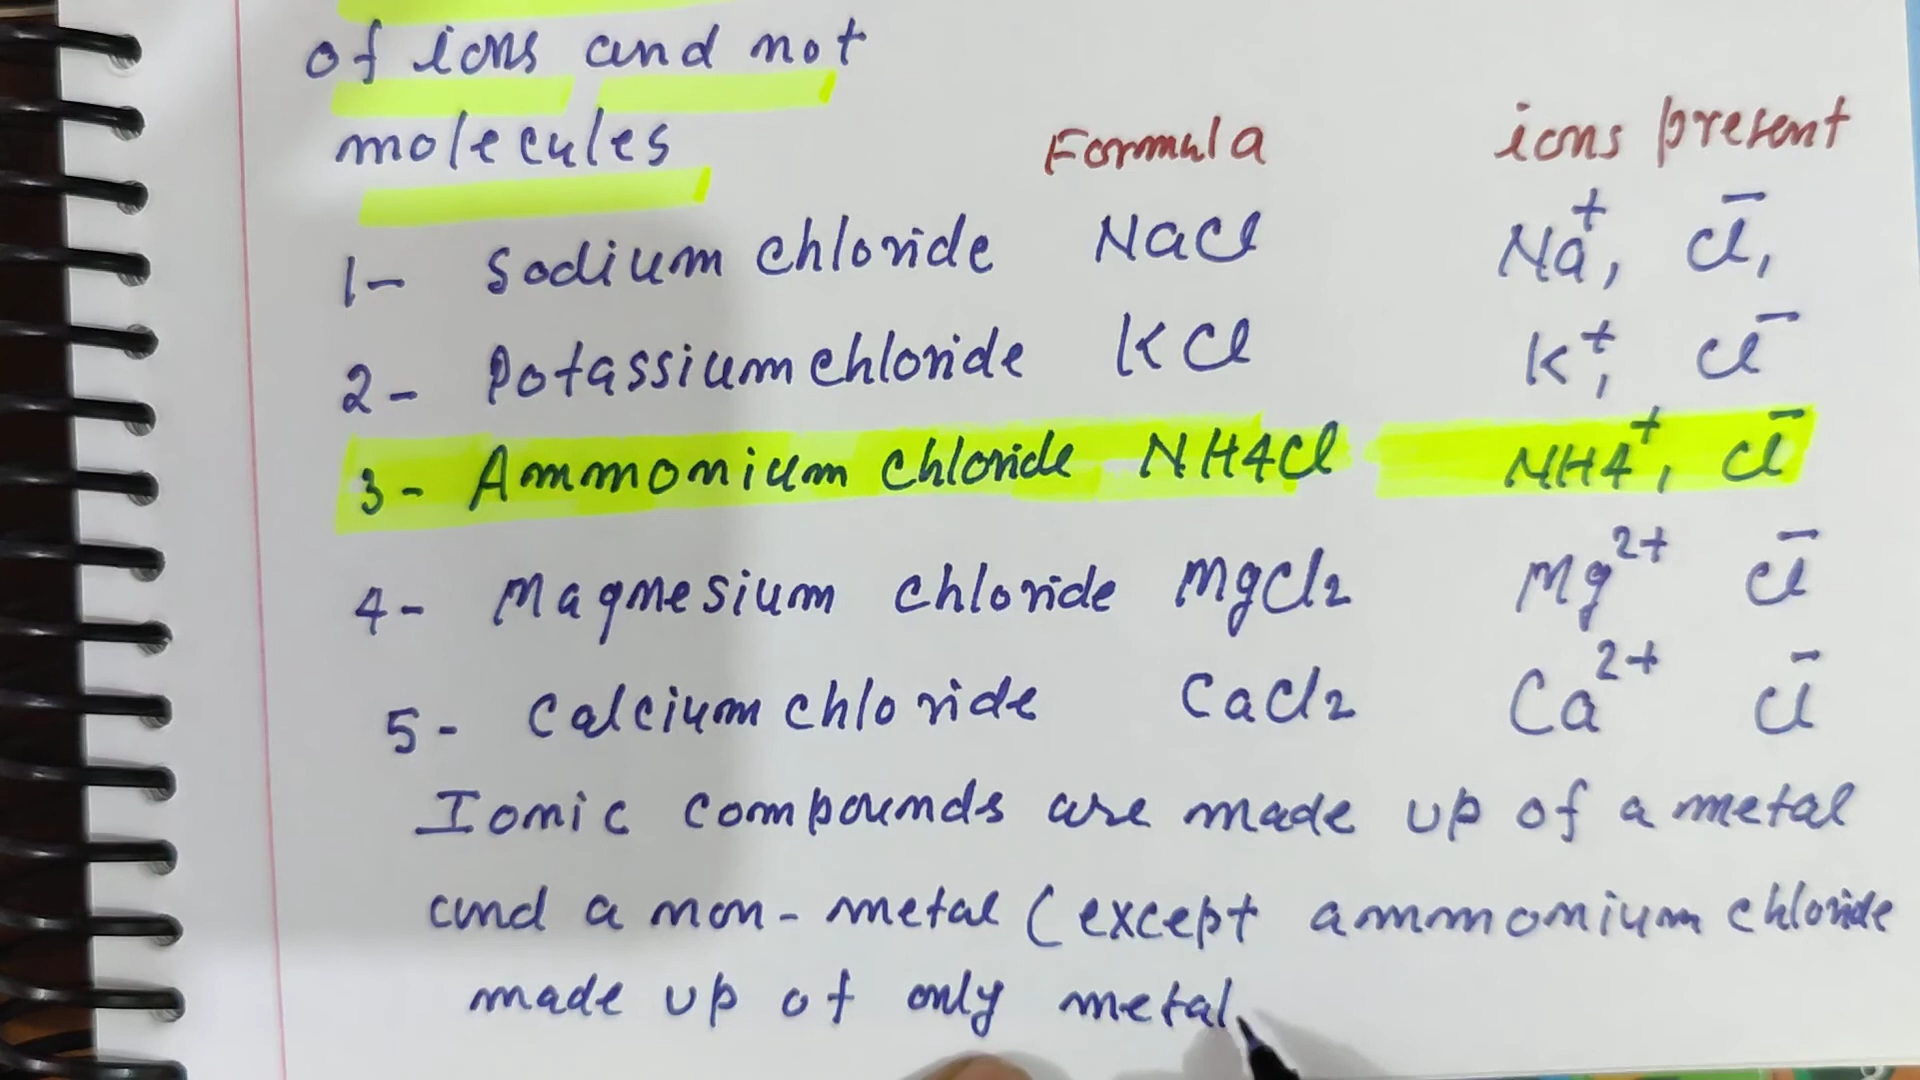 of ions and not
molecules
Formula ions present
1- Sodium chloride NaCl Na⁺, Cl⁻,
2- Potassium chloride KCl K⁺, Cl⁻
3- Ammonium chloride NH4Cl NH4⁺, Cl⁻
4- Magnesium chloride MgCl2 Mg²⁺ Cl⁻
5- Calcium chloride CaCl2 Ca²⁺ Cl⁻
Ionic compounds are made up of a metal
and a non-metal (except ammonium chloride
made up of only metal